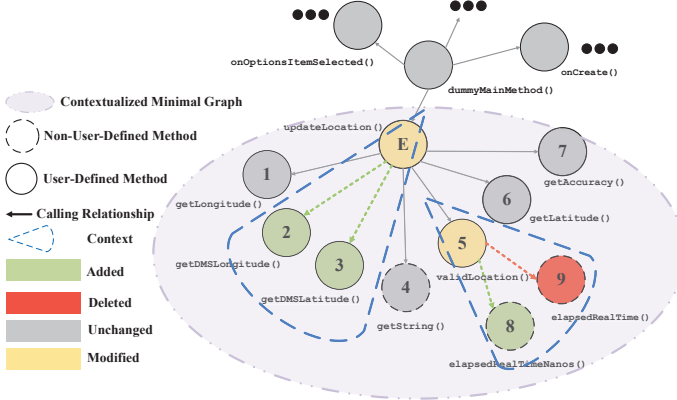 onOptionsItemSelected()
onCreate()
dummyMainMethod()
Contextualized Minimal Graph
Non-User-Defined Method
User-Defined Method
Calling Relationship
Context
Added
Deleted
Unchanged
Modified
updateLocation()
E
1
getLongitude()
7
getAccuracy()
6
getLatitude()
2
getDMSLongitude()
3
getDMSLatitude()
4
getString()
5
validLocation()
9
elapsedRealTime()
8
elapsedRealTimeNanos()